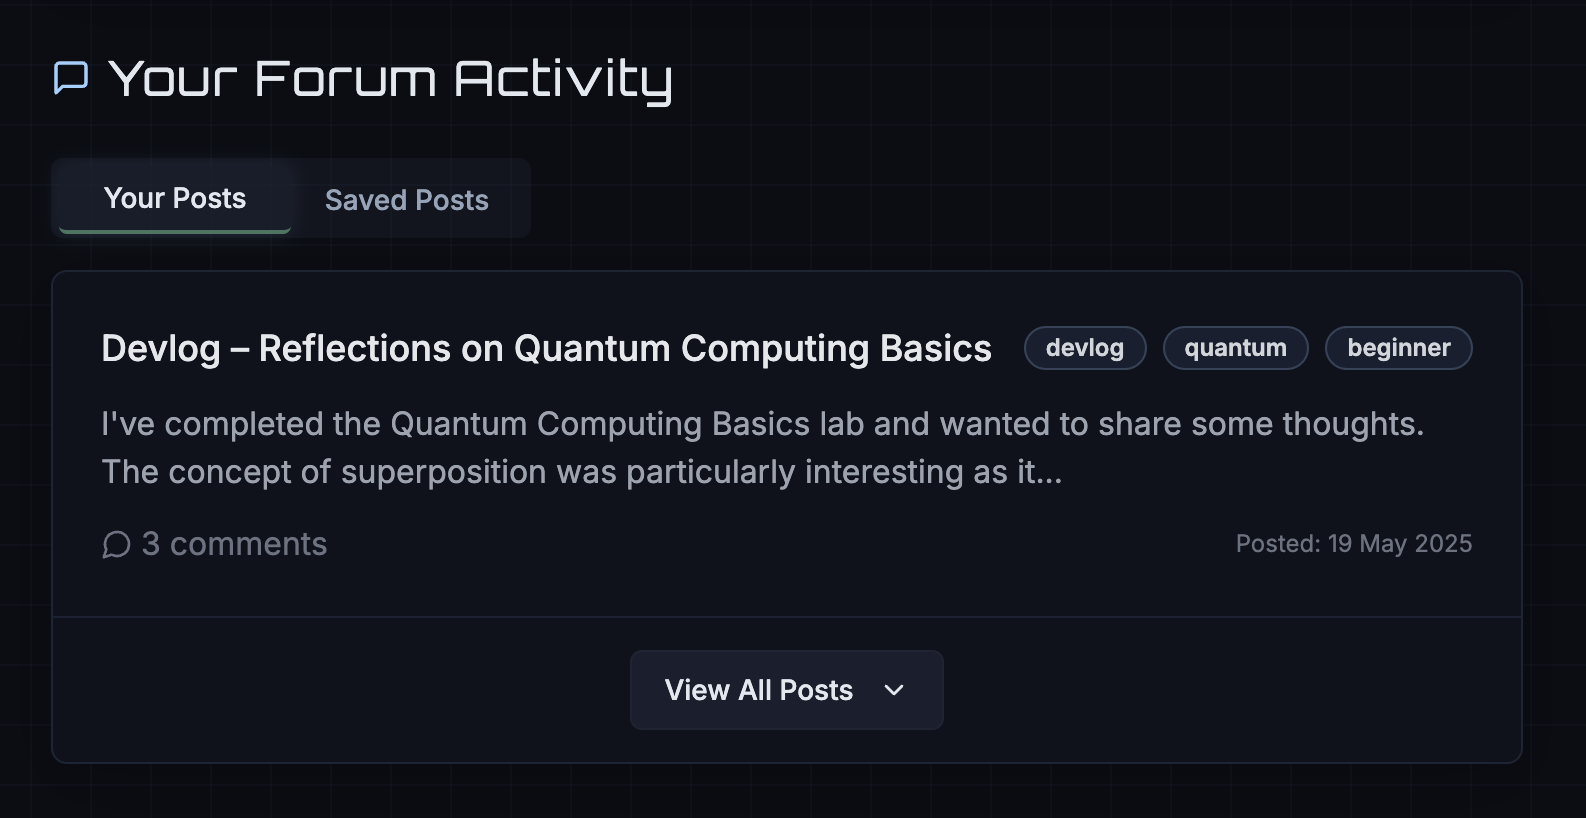 Your Forum Activity
Your Posts
Saved Posts
Devlog – Reflections on Quantum Computing Basics
devlog
quantum
beginner
I've completed the Quantum Computing Basics lab and wanted to share some thoughts.
The concept of superposition was particularly interesting as it...
3 comments
Posted: 19 May 2025
View All Posts